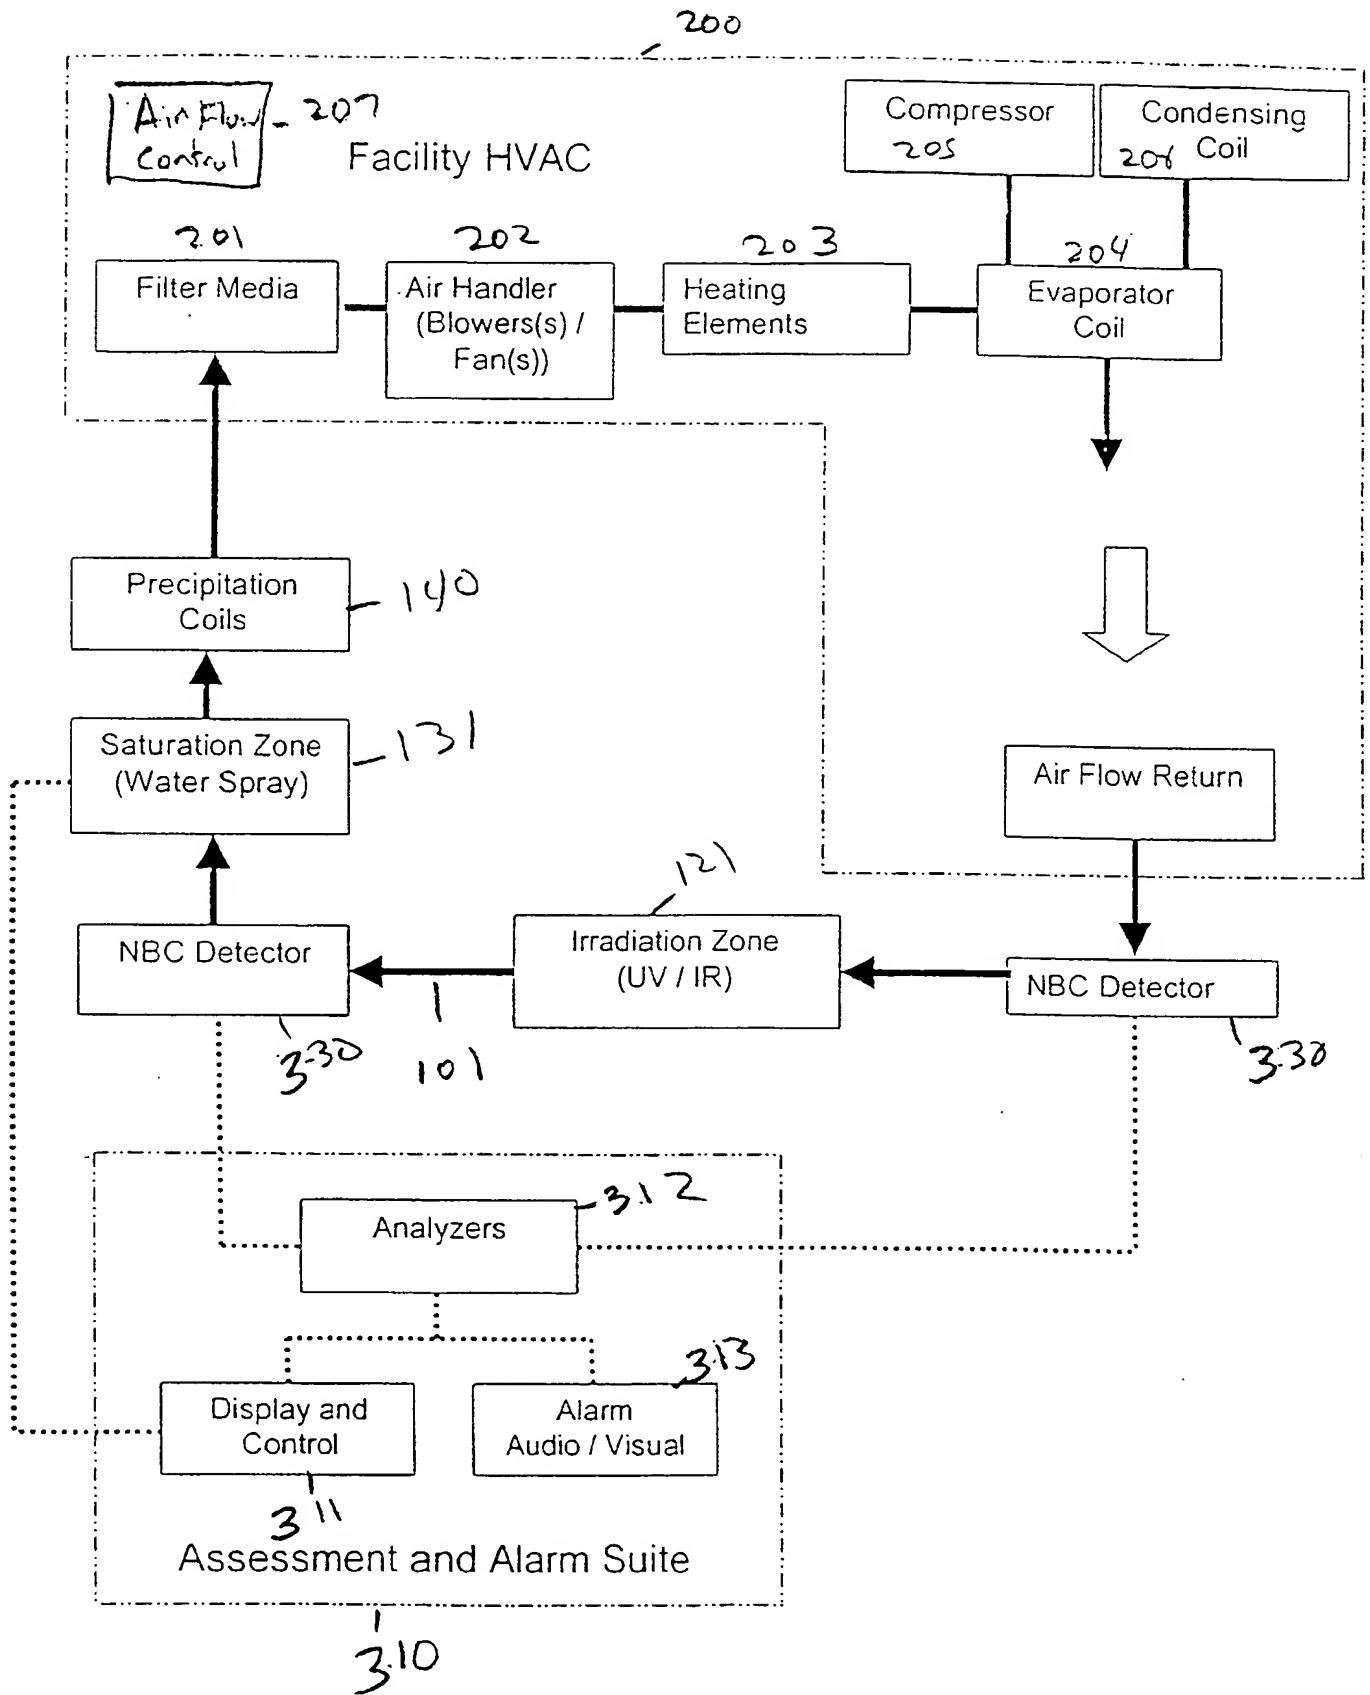 200
Air Flow
Control
207
Facility HVAC
Compressor
205
Condensing
Coil
206
201
Filter Media
202
Air Handler
(Blowers(s) /
Fan(s))
203
Heating
Elements
204
Evaporator
Coil
Precipitation
Coils
140
Saturation Zone
(Water Spray)
131
Air Flow Return
121
NBC Detector
330
101
Irradiation Zone
(UV / IR)
NBC Detector
330
Analyzers
312
313
Display and
Control
311
Alarm
Audio / Visual
Assessment and Alarm Suite
310